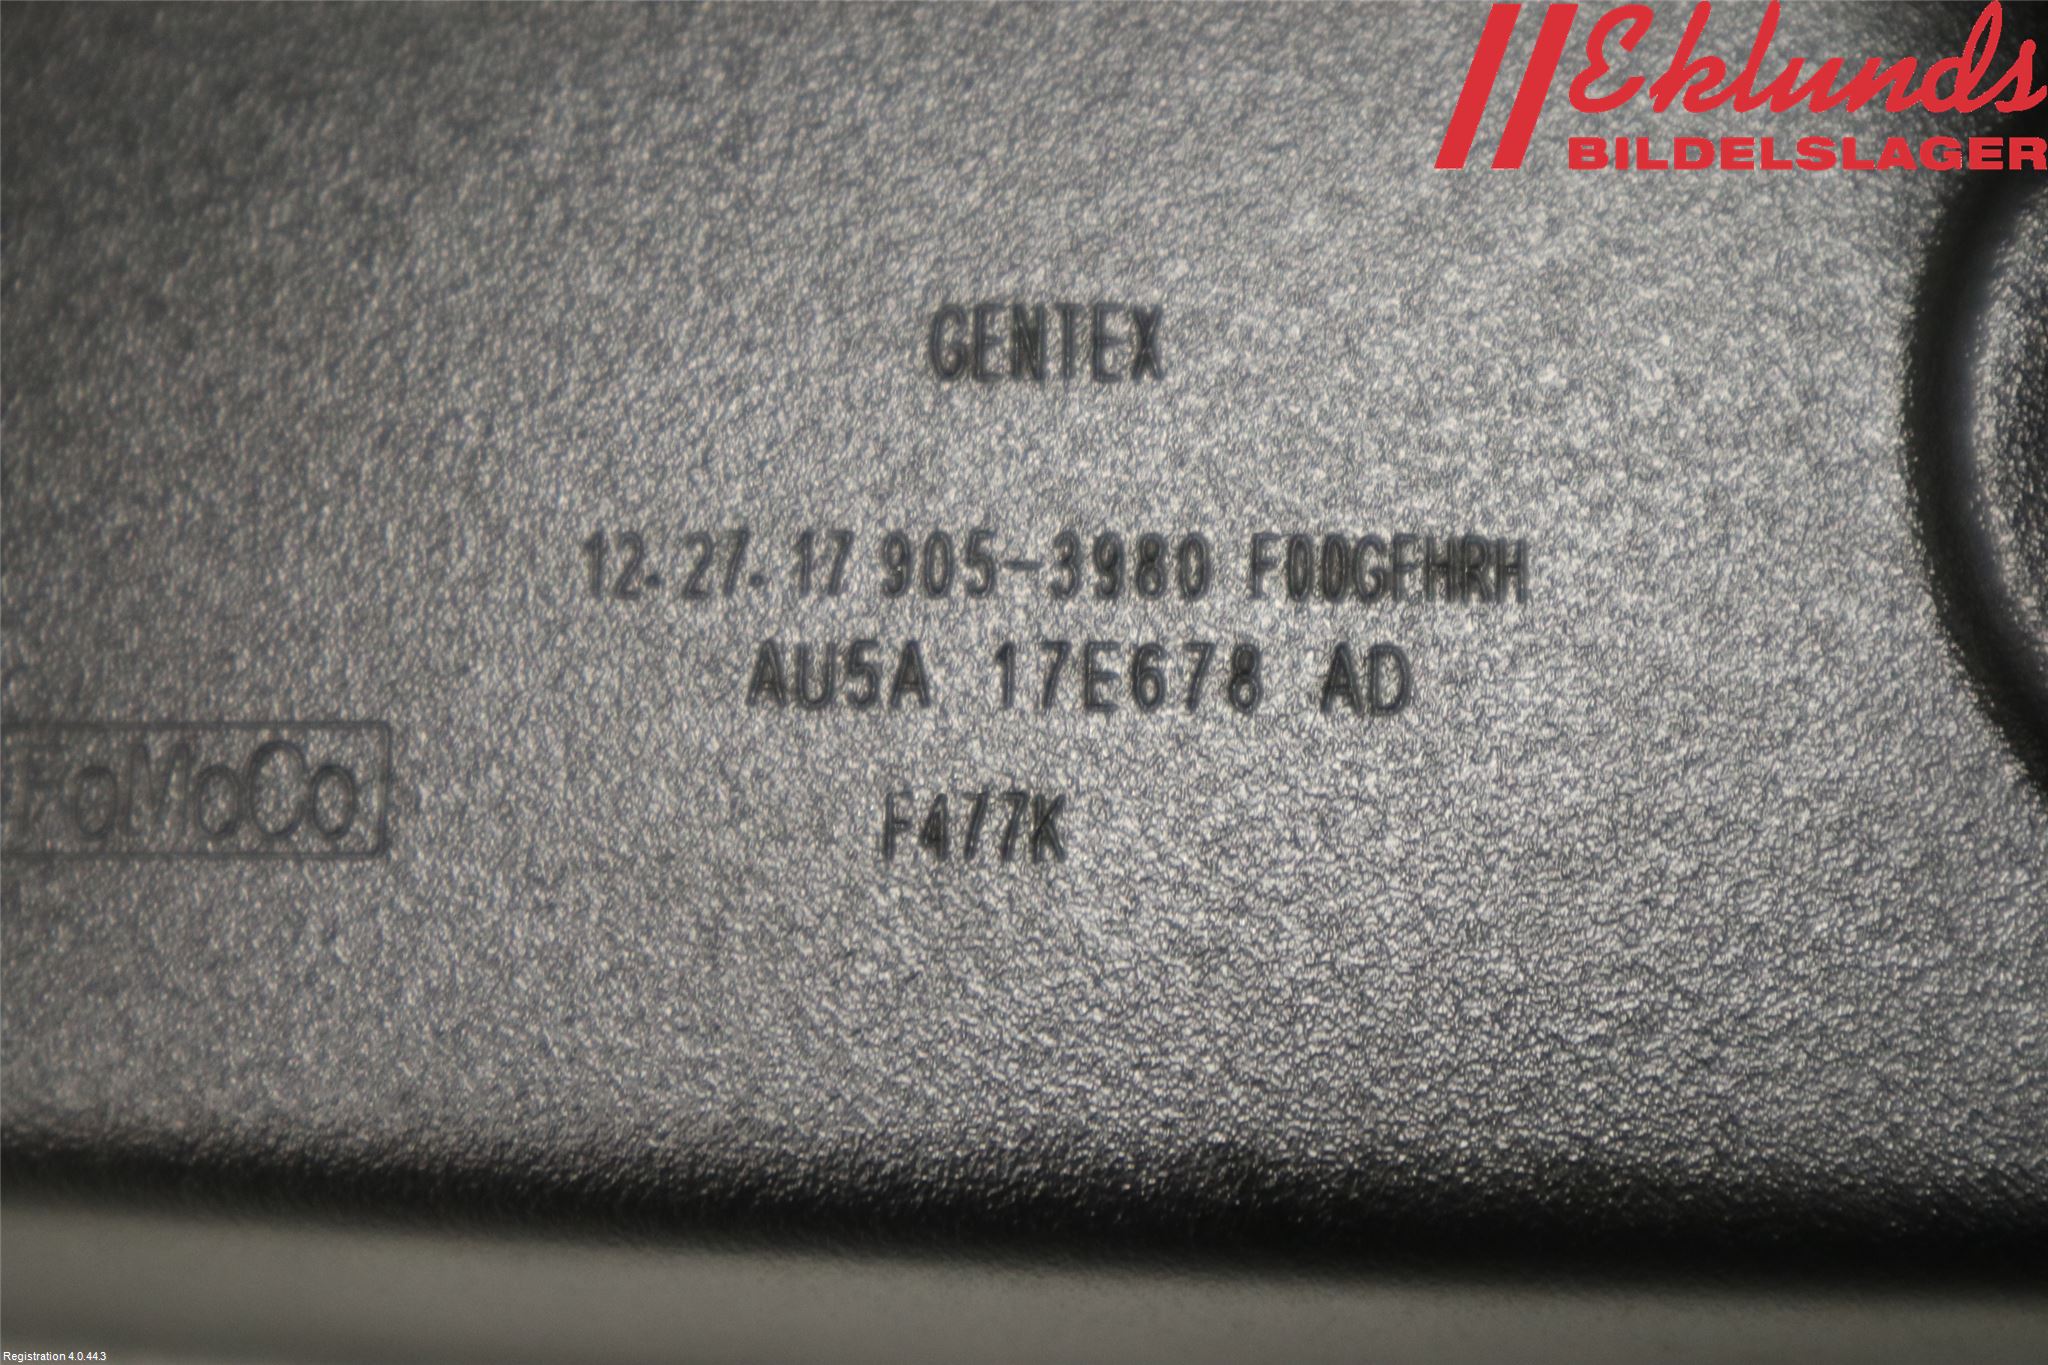 Eklunds
BILDELSLAGER
GENTEX
12.27.17 905-3980 F00GFHRH
AU5A 17E678 AD
FoMoCo
F477K
Registration 4.0.44.3